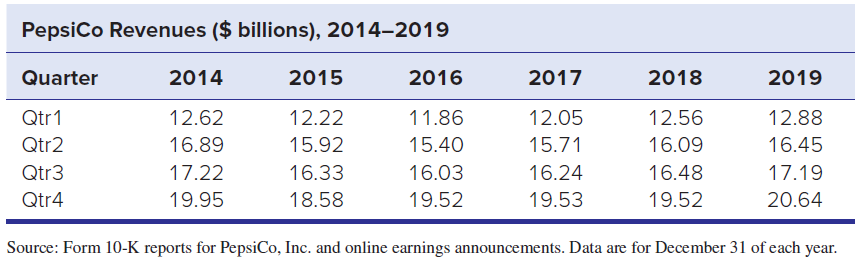 PepsiCo Revenues ($ billions), 2014–2019
Quarter 2014 2015 2016 2017 2018 2019
Qtr1 12.62 12.22 11.86 12.05 12.56 12.88
Qtr2 16.89 15.92 15.40 15.71 16.09 16.45
Qtr3 17.22 16.33 16.03 16.24 16.48 17.19
Qtr4 19.95 18.58 19.52 19.53 19.52 20.64
Source: Form 10-K reports for PepsiCo, Inc. and online earnings announcements. Data are for December 31 of each year.